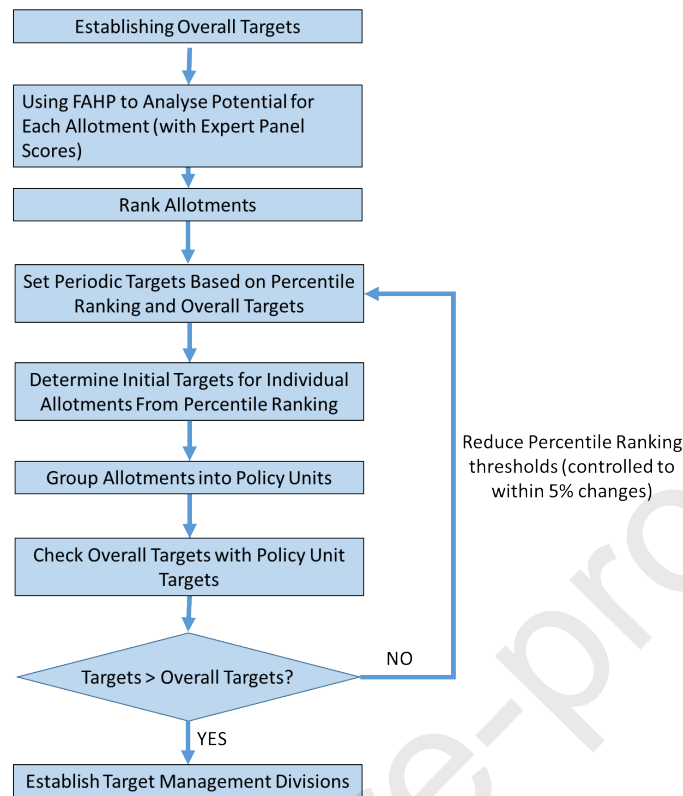 Establishing Overall Targets
Using FAHP to Analyse Potential for
Each Allotment (with Expert Panel
Scores)
Rank Allotments
Set Periodic Targets Based on Percentile
Ranking and Overall Targets
Determine Initial Targets for Individual
Allotments From Percentile Ranking
Reduce Percentile Ranking
thresholds (controlled to
within 5% changes)
Group Allotments into Policy Units
Check Overall Targets with Policy Unit
Targets
Targets > Overall Targets?
NO
YES
Establish Target Management Divisions
re-pro